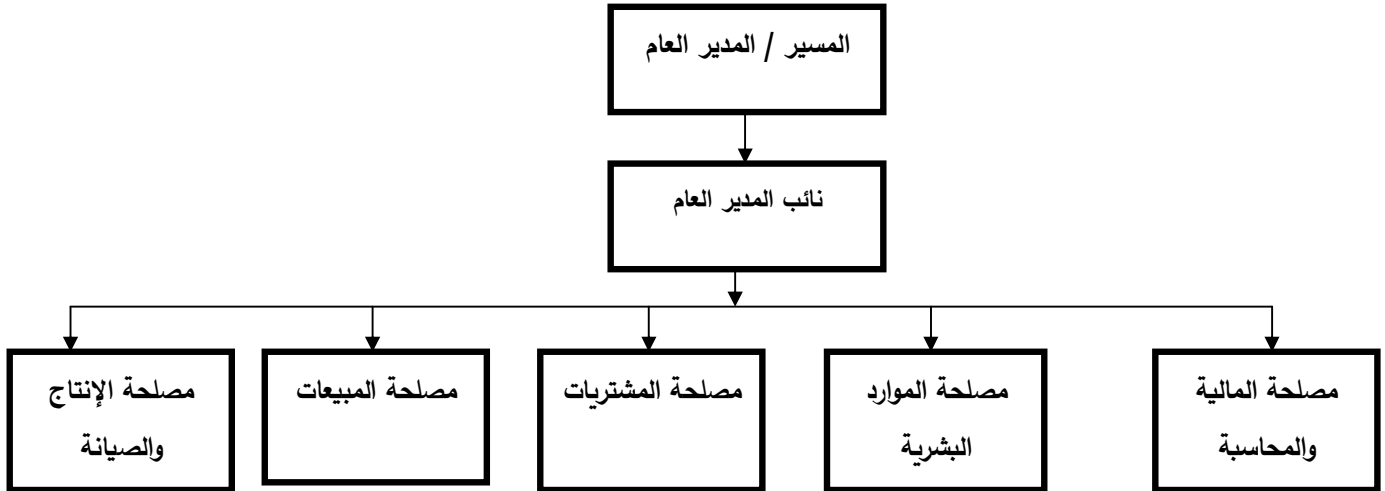 المسير / المدير العام
نائب المدير العام
مصلحة المالية
والمحاسبة
مصلحة الموارد
البشرية
مصلحة المشتريات
مصلحة المبيعات
مصلحة الإنتاج
والصيانة